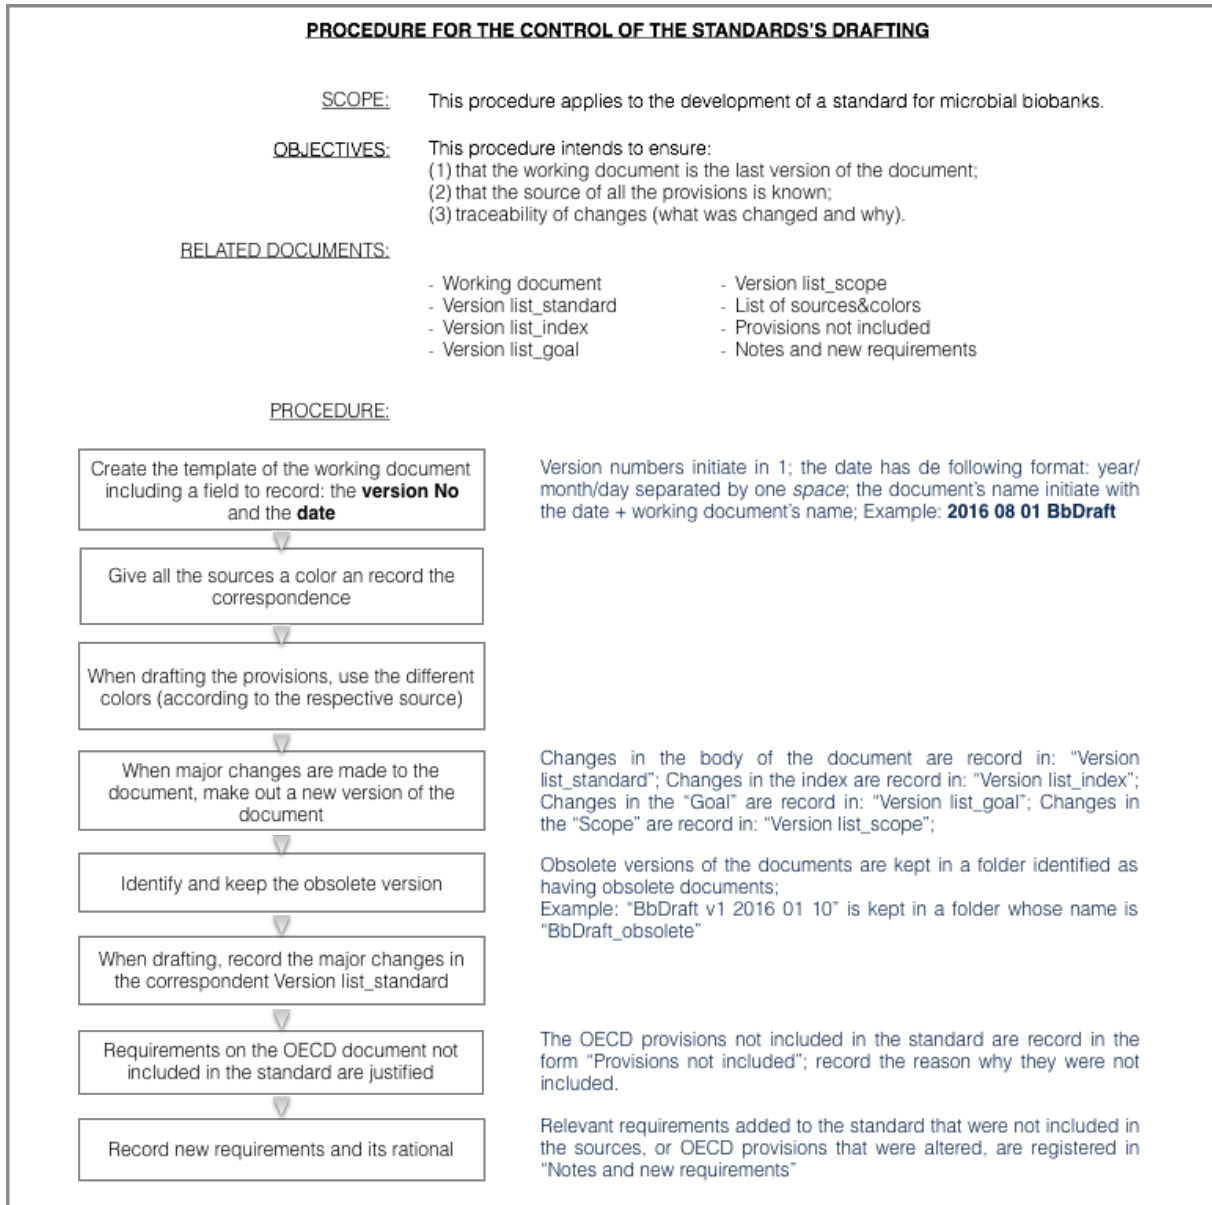 PROCEDURE FOR THE CONTROL OF THE STANDARDS'S DRAFTING
SCOPE:
This procedure applies to the development of a standard for microbial biobanks.
OBJECTIVES:
This procedure intends to ensure:
(1) that the working document is the last version of the document;
(2) that the source of all the provisions is known;
(3) traceability of changes (what was changed and why).
RELATED DOCUMENTS:
- Working document
- Version list_standard
- Version list_index
- Version list_goal
- Version list_scope
- List of sources&colors
- Provisions not included
- Notes and new requirements
PROCEDURE:
Create the template of the working document
including a field to record: the version No
and the date
Version numbers initiate in 1; the date has de following format: year/
month/day separated by one space; the document's name initiate with
the date + working document's name; Example: 2016 08 01 BbDraft
Give all the sources a color an record the
correspondence
When drafting the provisions, use the different
colors (according to the respective source)
When major changes are made to the
document, make out a new version of the
document
Changes in the body of the document are record in: “Version
list_standard”; Changes in the index are record in: “Version list_index”;
Changes in the “Goal” are record in: “Version list_goal”; Changes in
the “Scope” are record in: “Version list_scope”;
Identify and keep the obsolete version
Obsolete versions of the documents are kept in a folder identified as
having obsolete documents;
Example: “BbDraft v1 2016 01 10” is kept in a folder whose name is
“BbDraft_obsolete”
When drafting, record the major changes in
the correspondent Version list_standard
Requirements on the OECD document not
included in the standard are justified
The OECD provisions not included in the standard are record in the
form “Provisions not included”; record the reason why they were not
included.
Record new requirements and its rational
Relevant requirements added to the standard that were not included in
the sources, or OECD provisions that were altered, are registered in
“Notes and new requirements”